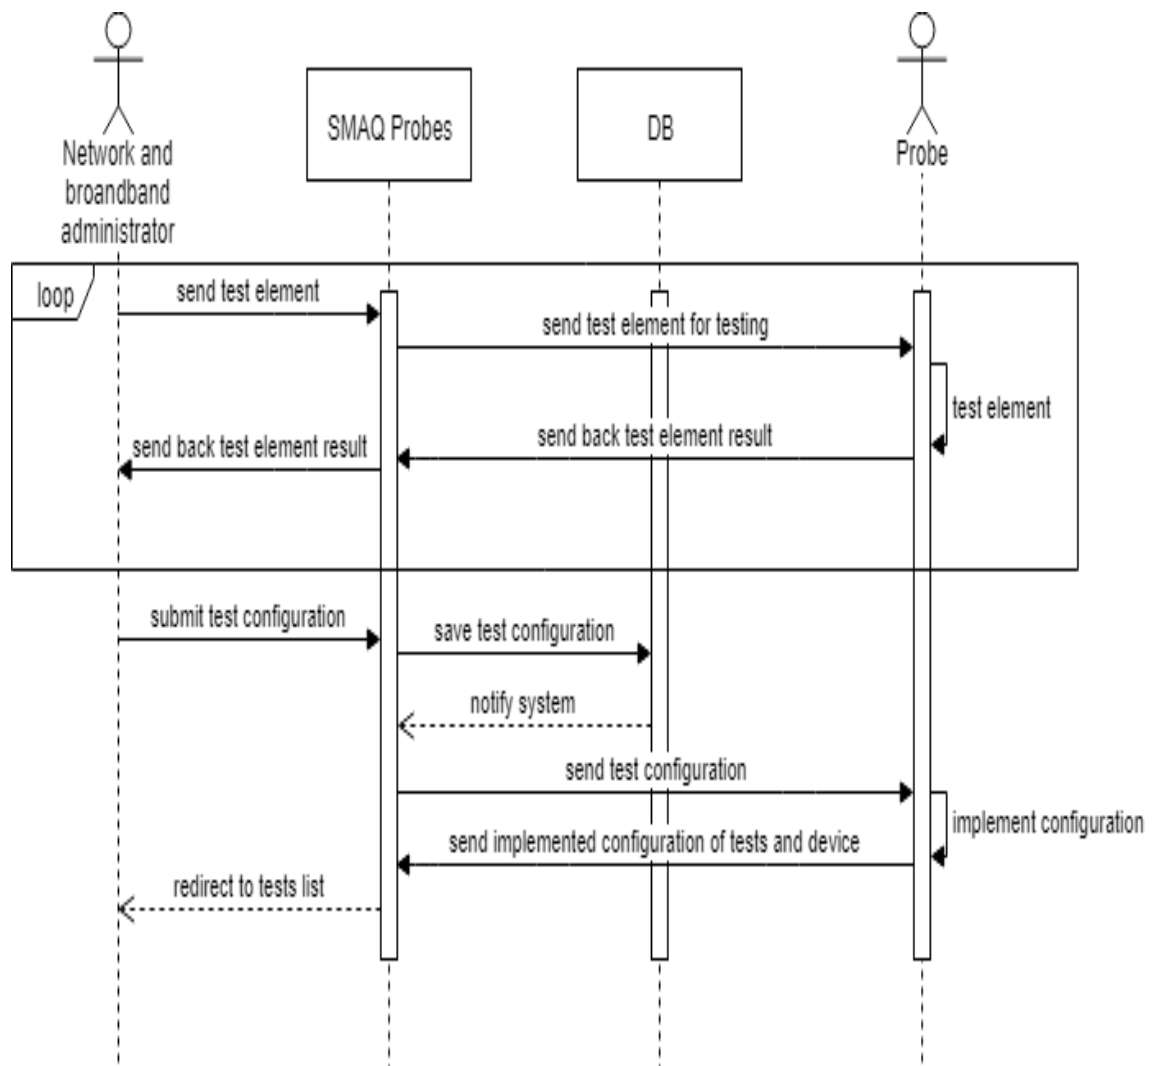 Network and
broandband
administrator
SMAQ Probes
DB
Probe
loop
send test element
send test element for testing
test element
send back test element result
send back test element result
submit test configuration
save test configuration
notify system
send test configuration
implement configuration
send implemented configuration of tests and device
redirect to tests list